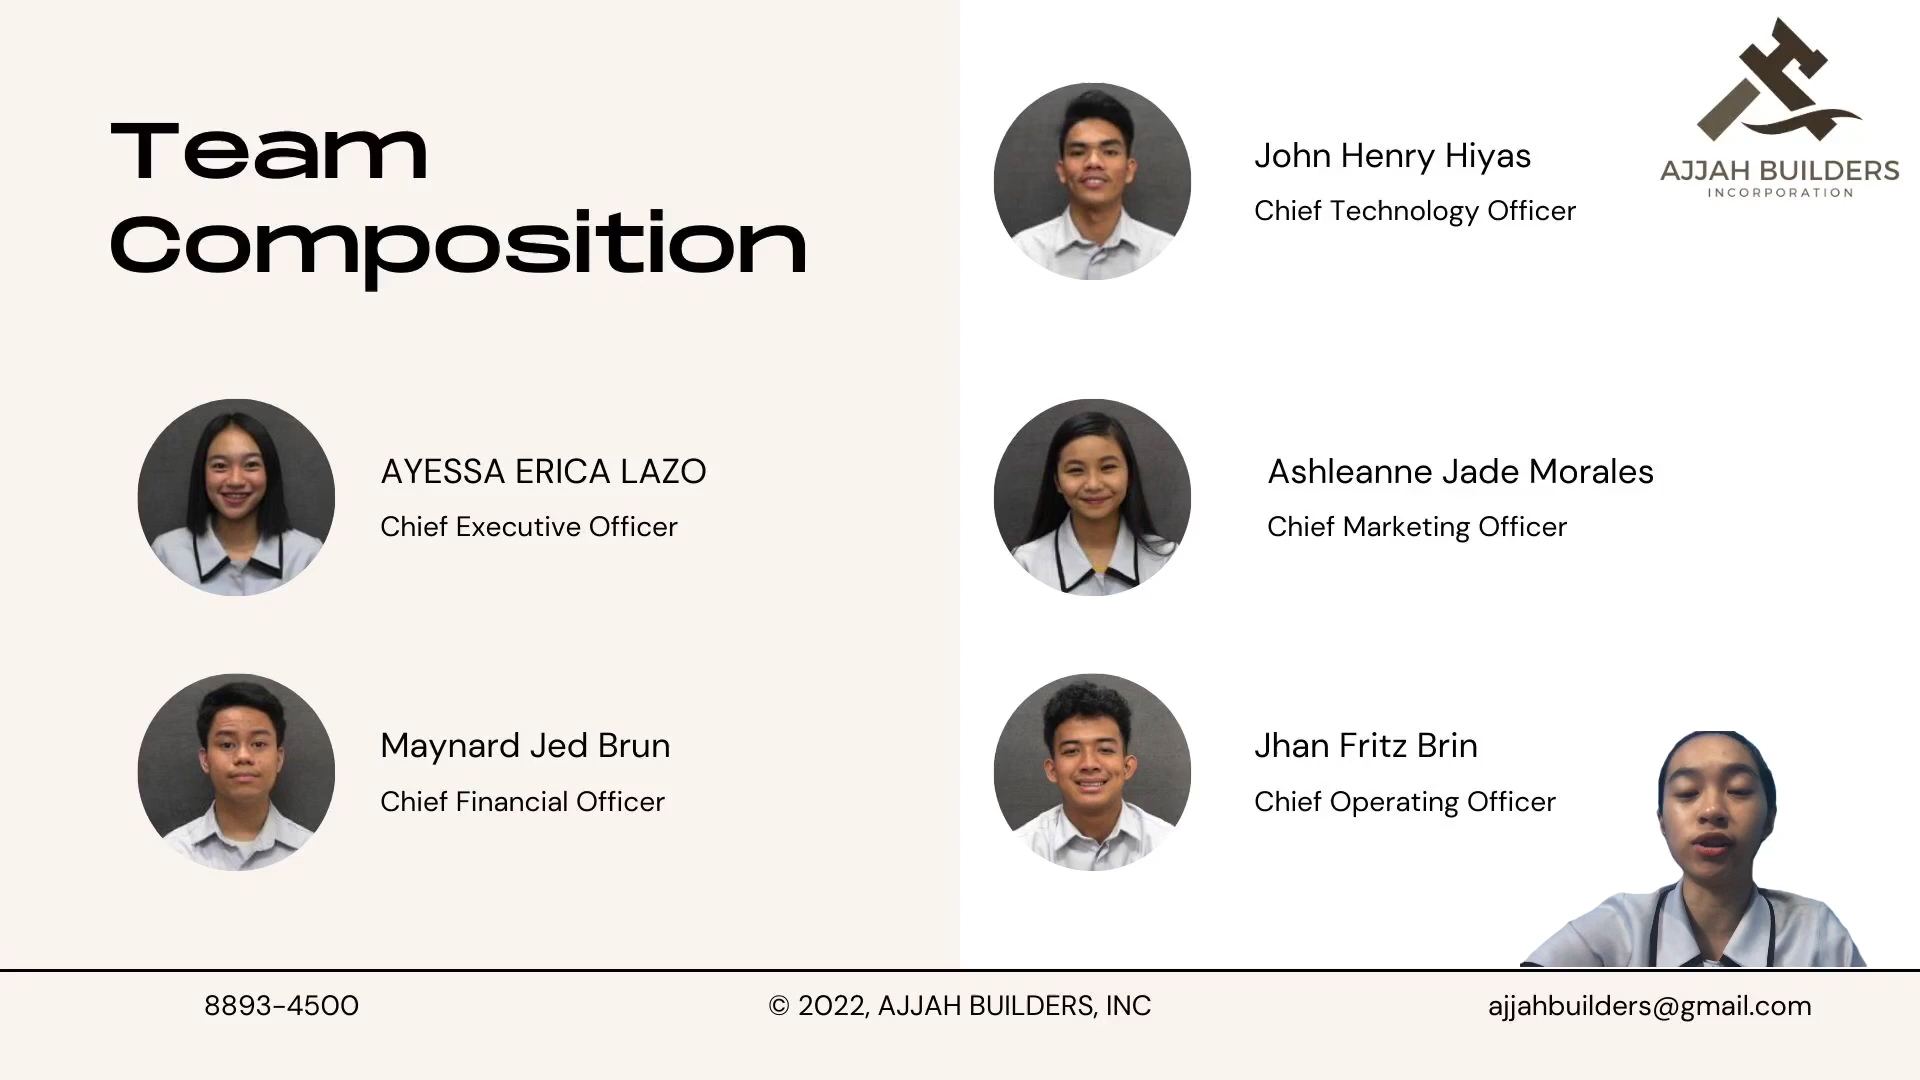 Team
Composition
AYESSA ERICA LAZO
Chief Executive Officer
Maynard Jed Brun
Chief Financial Officer
John Henry Hiyas
Chief Technology Officer
Ashleanne Jade Morales
Chief Marketing Officer
Jhan Fritz Brin
Chief Operating Officer
AJJAH BUILDERS
INCORPORATION
8893-4500
© 2022, AJJAH BUILDERS, INC
ajjahbuilders@gmail.com